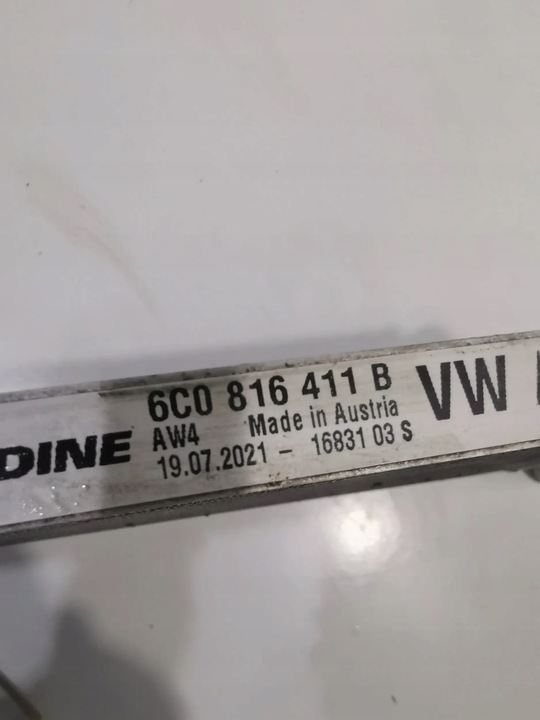 DINE
6C0 816 411 B
AW4 Made in Austria
19.07.2021 - 16831 03 S
VW